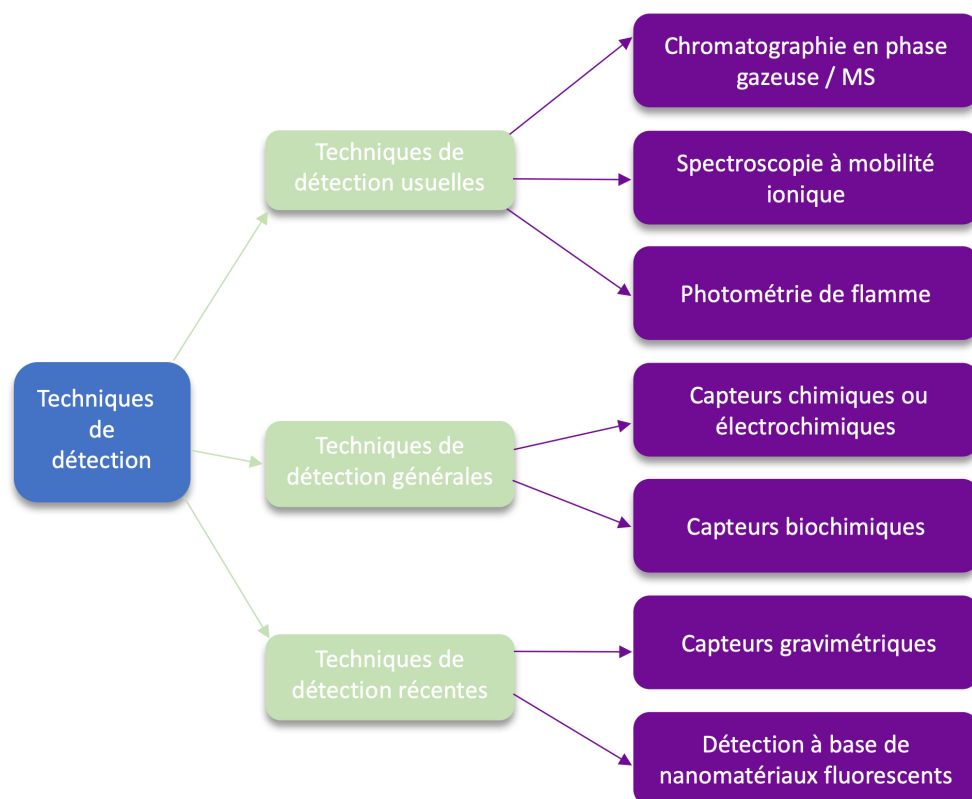 Techniques
de
détection
Techniques de
détection usuelles
Chromatographie en phase
gazeuse / MS
Spectroscopie à mobilité
ionique
Photométrie de flamme
Techniques de
détection générales
Capteurs chimiques ou
électrochimiques
Capteurs biochimiques
Techniques de
détection récentes
Capteurs gravimétriques
Détection à base de
nanomatériaux fluorescents